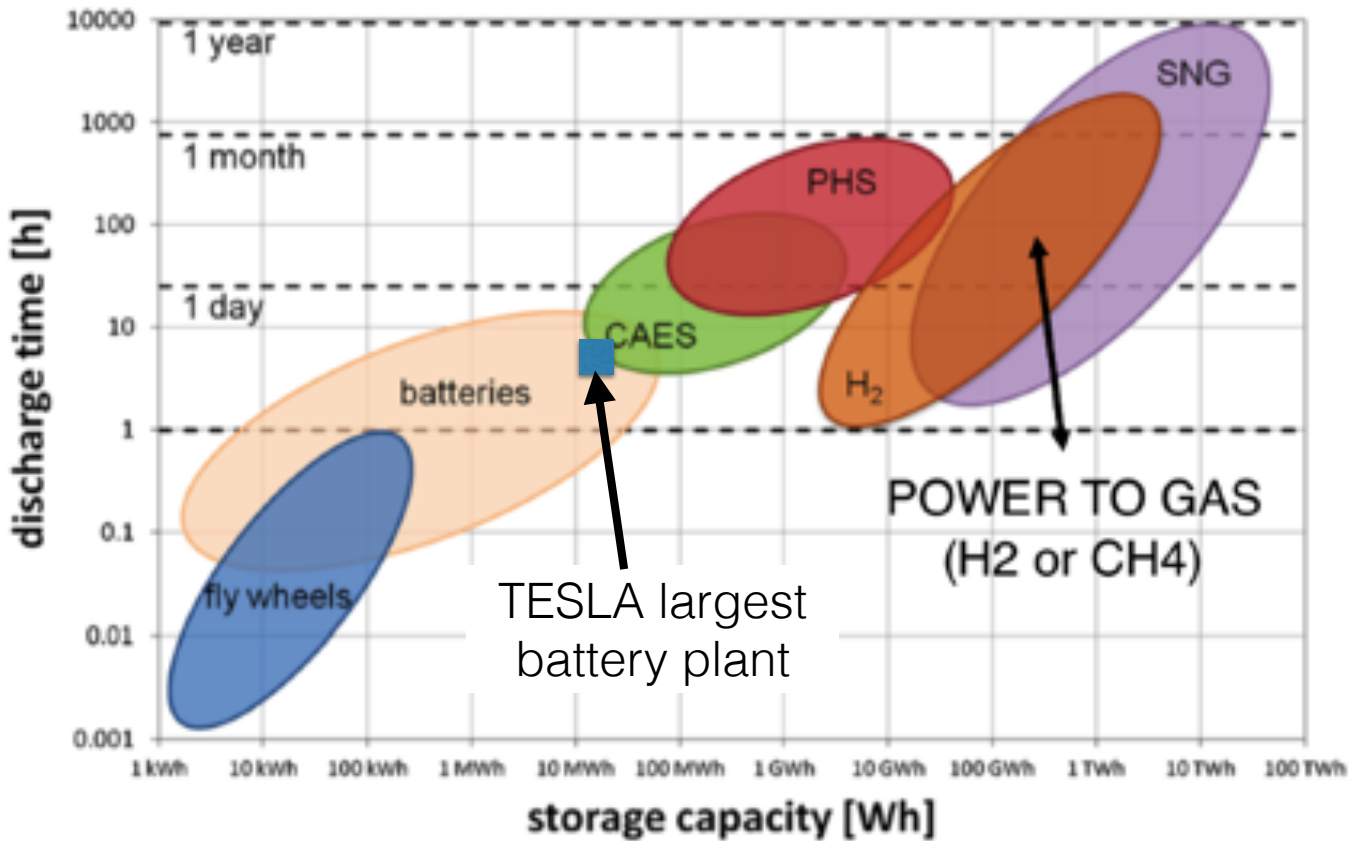 10000
1000
100
10
1
0.1
0.01
0.001
discharge time [h]
1 year
1 month
1 day
SNG
PHS
CAES
batteries
H₂
fly wheels
POWER TO GAS
(H2 or CH4)
TESLA largest
battery plant
1 kWh 10 kWh 100 kWh 1 MWh 10 MWh 100 MWh 1 GWh 10 GWh 100 GWh 1 TWh 10 TWh 100 TWh
storage capacity [Wh]